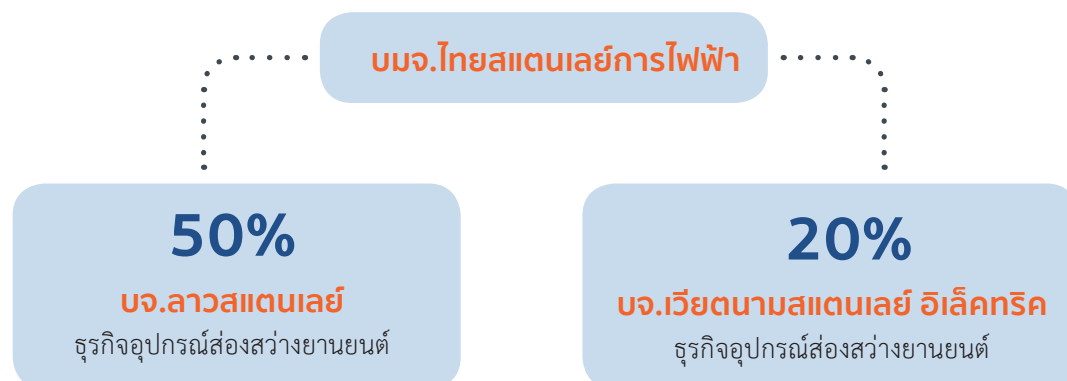 บมจ.ไทยสแตนเลย์การไฟฟ้า
50%
บจ.ลาวสแตนเลย์
ธุรกิจอุปกรณ์ส่องสว่างยานยนต์
20%
บจ.เวียตนามสแตนเลย์ อิเล็คทริค
ธุรกิจอุปกรณ์ส่องสว่างยานยนต์